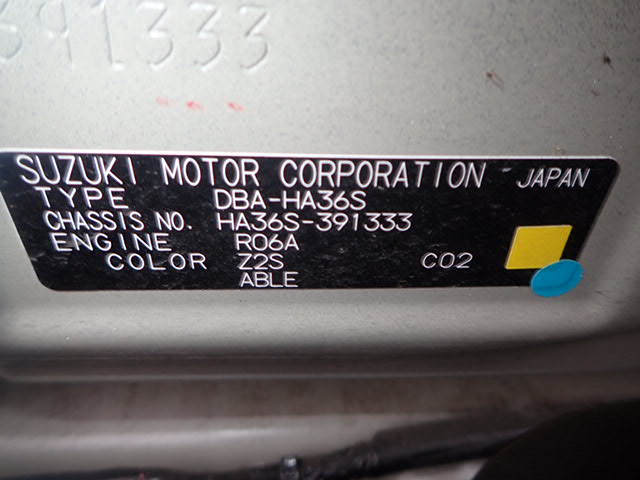 391333
SUZUKI MOTOR CORPORATION JAPAN
TYPE DBA-HA36S
CHASSIS NO. HA36S-391333
ENGINE R06A
COLOR Z2S C02
ABLE